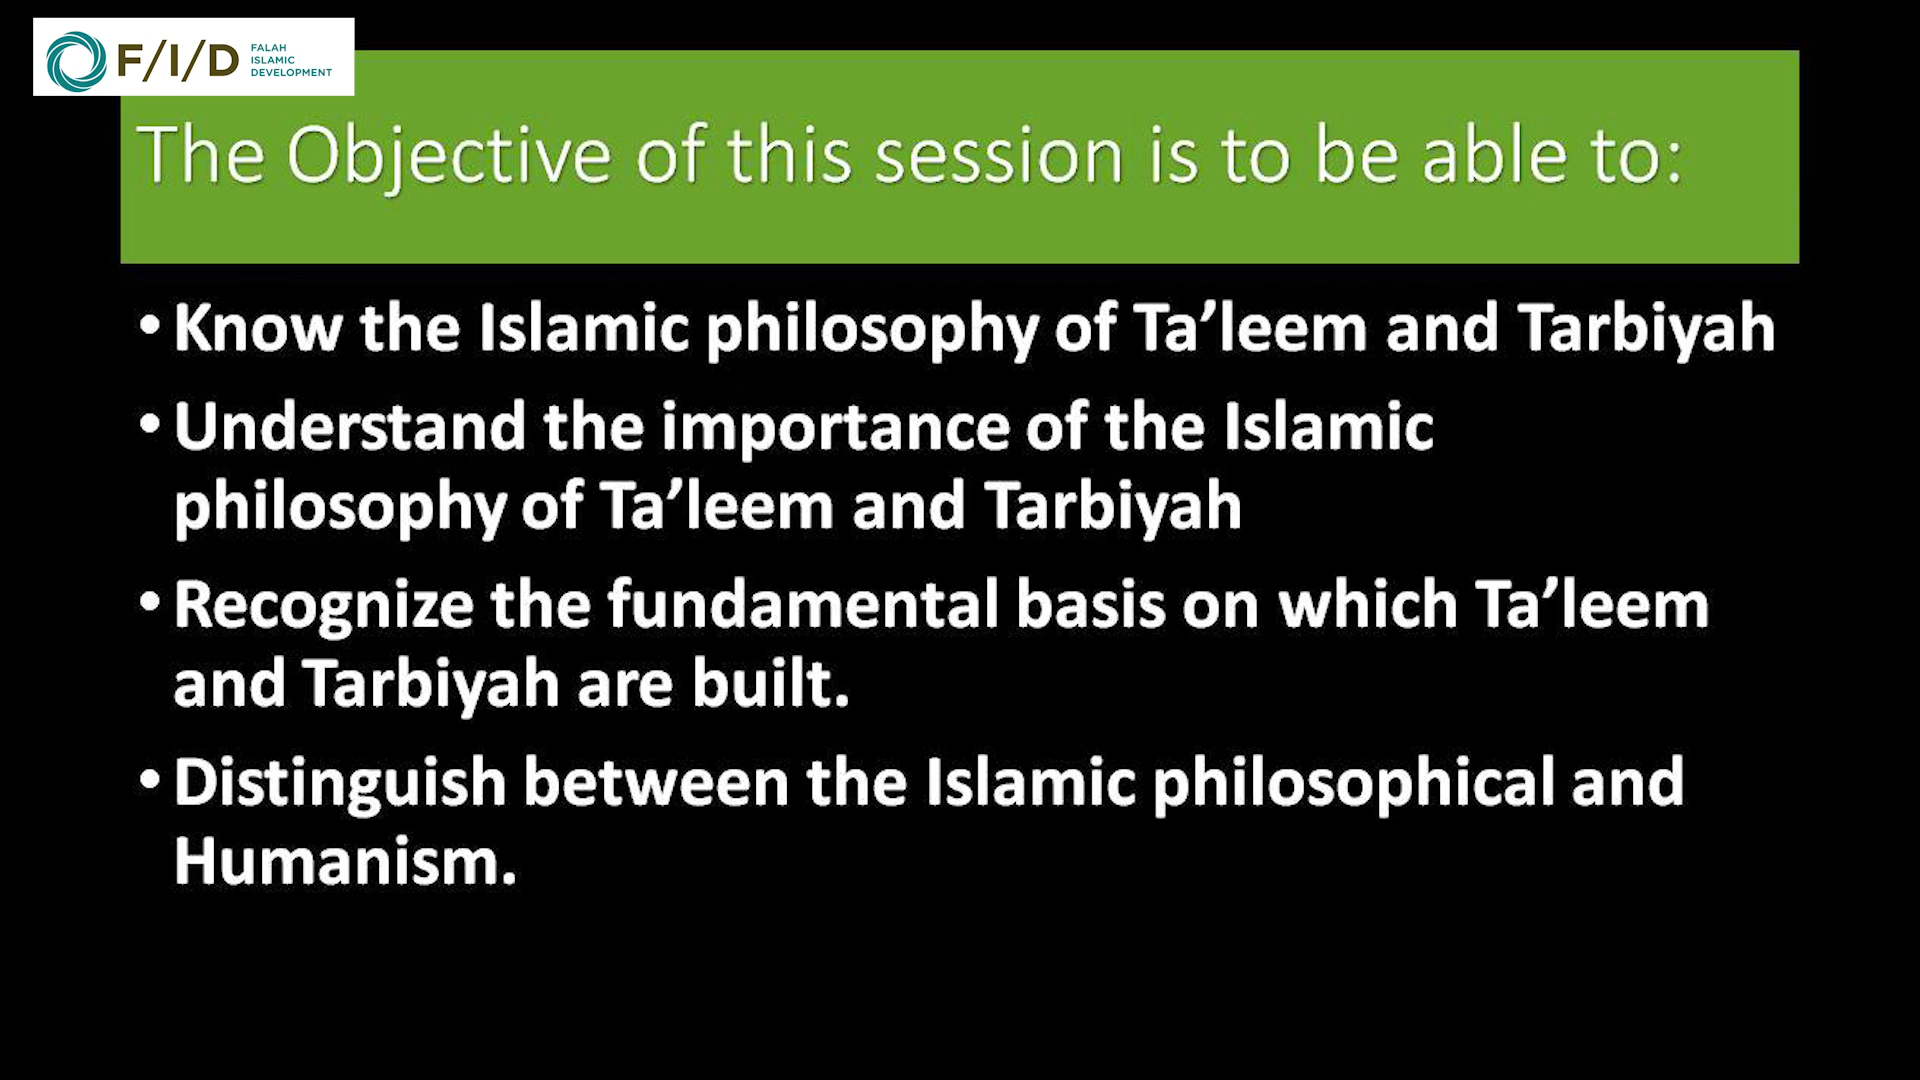 F/I/D
FALAH
ISLAMIC
DEVELOPMENT
The Objective of this session is to be able to:
• Know the Islamic philosophy of Ta’leem and Tarbiyah
• Understand the importance of the Islamic
philosophy of Ta’leem and Tarbiyah
• Recognize the fundamental basis on which Ta’leem
and Tarbiyah are built.
• Distinguish between the Islamic philosophical and
Humanism.